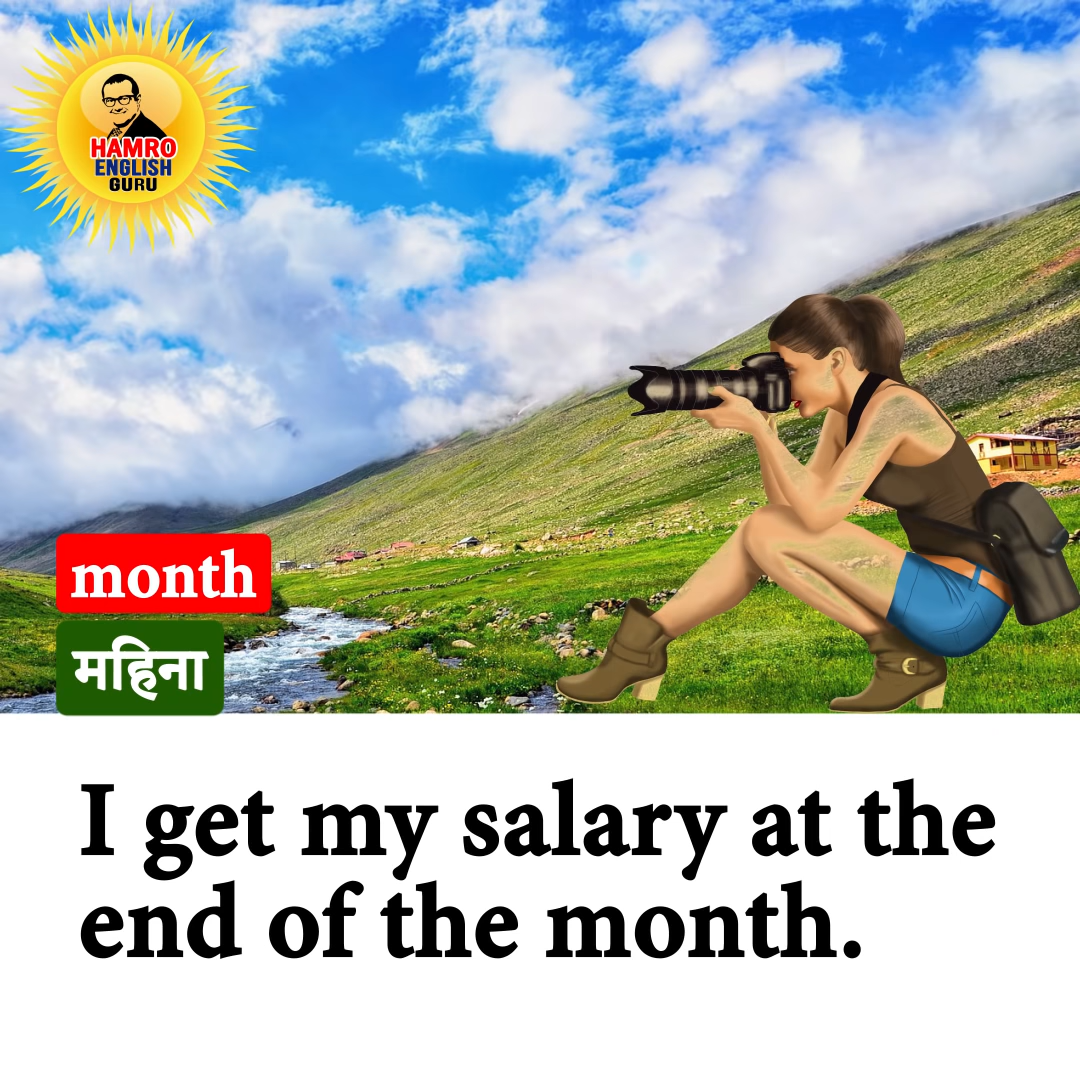 HAMRO
ENGLISH
GURU
month
महिना
I get my salary at the
end of the month.